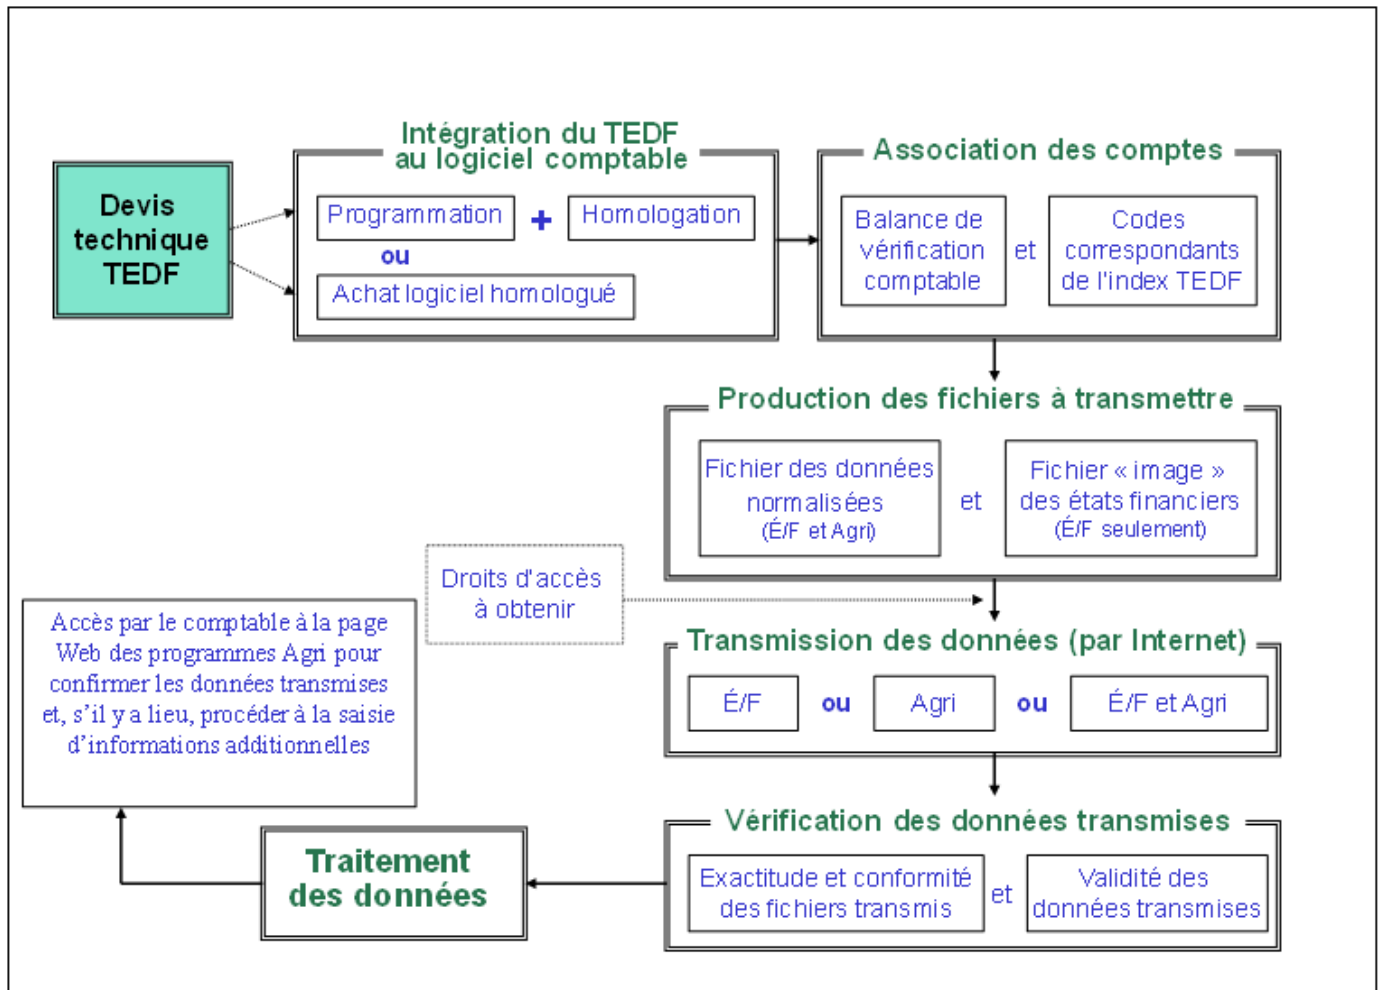 Devis
technique
TEDF
Intégration du TEDF
au logiciel comptable
Programmation + Homologation
ou
Achat logiciel homologué
Association des comptes
Balance de
vérification
comptable
et
Codes
correspondants
de l'index TEDF
Production des fichiers à transmettre
Fichier des données
normalisées
(É/F et Agri)
et
Fichier « image »
des états financiers
(É/F seulement)
Droits d'accès
à obtenir
Transmission des données (par Internet)
É/F ou Agri ou É/F et Agri
Vérification des données transmises
Exactitude et conformité
des fichiers transmis
et
Validité des
données transmises
Traitement
des données
Accès par le comptable à la page
Web des programmes Agri pour
confirmer les données transmises
et, s’il y a lieu, procéder à la saisie
d’informations additionnelles